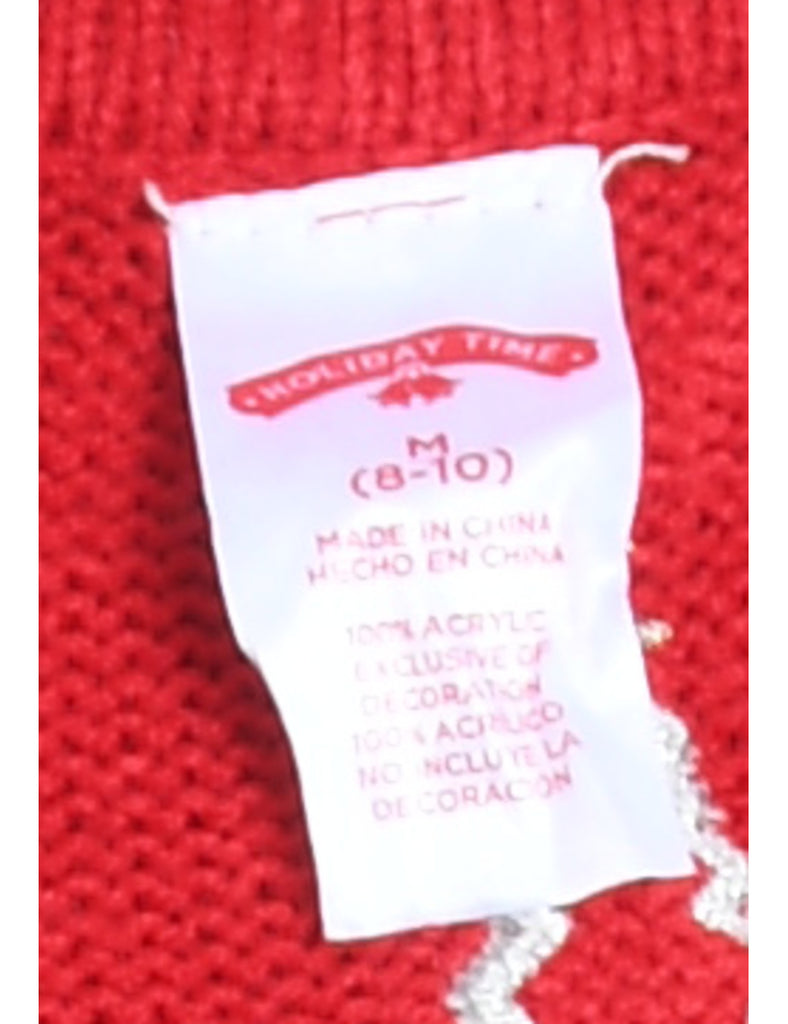 HOLIDAY TIME
M
(8-10)
MADE IN CHINA
HECHO EN CHINA
100% ACRYLIC
EXCLUSIVE OF
DECORATION
100% ACRILICO
NO INCLUYE LA
DECORACION